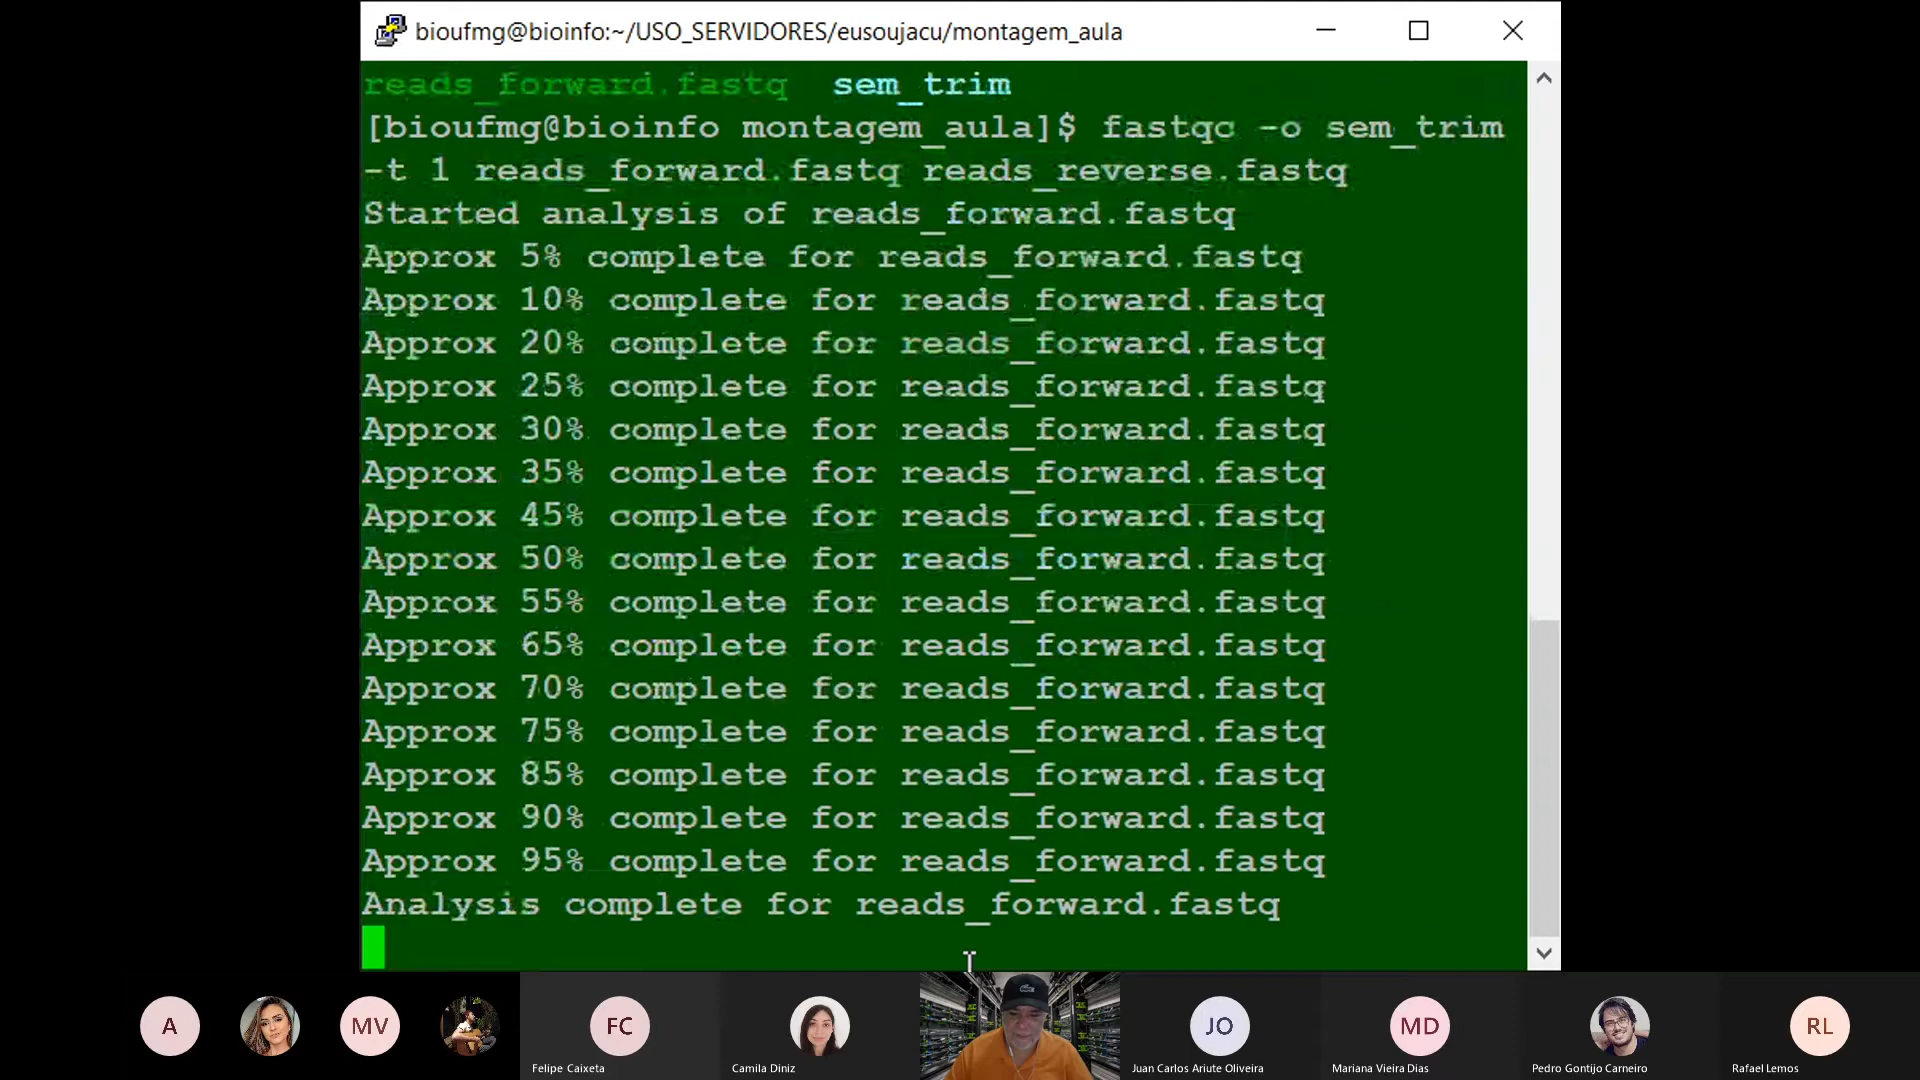 bioufmg@bioinfo:~/USO_SERVIDORES/eusoujacu/montagem_aula
reads_forward.fastq  sem_trim
[bioufmg@bioinfo montagem_aula]$ fastqc -o sem_trim
-t 1 reads_forward.fastq reads_reverse.fastq
Started analysis of reads_forward.fastq
Approx 5% complete for reads_forward.fastq
Approx 10% complete for reads_forward.fastq
Approx 20% complete for reads_forward.fastq
Approx 25% complete for reads_forward.fastq
Approx 30% complete for reads_forward.fastq
Approx 35% complete for reads_forward.fastq
Approx 45% complete for reads_forward.fastq
Approx 50% complete for reads_forward.fastq
Approx 55% complete for reads_forward.fastq
Approx 65% complete for reads_forward.fastq
Approx 70% complete for reads_forward.fastq
Approx 75% complete for reads_forward.fastq
Approx 85% complete for reads_forward.fastq
Approx 90% complete for reads_forward.fastq
Approx 95% complete for reads_forward.fastq
Analysis complete for reads_forward.fastq
A MV FC JO MD RL
Felipe Caixeta Camila Diniz Juan Carlos Ariute Oliveira Mariana Vieira Dias Pedro Gontijo Carneiro Rafael Lemos